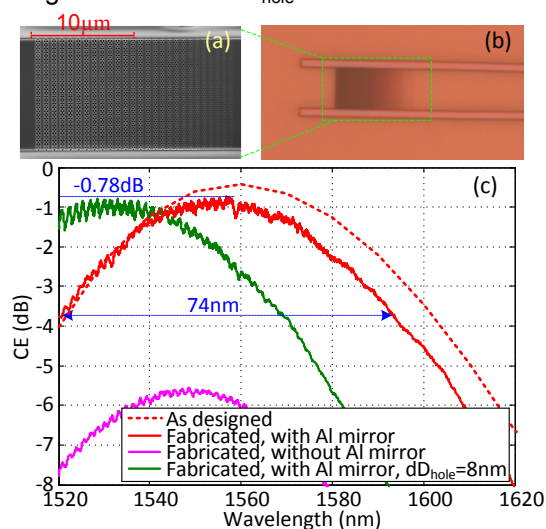 hole
10μm
(a)
(b)
0
-0.78dB
(c)
-1
-2
-3
74nm
-4
-5
-6
-7
-8
CE (dB)
As designed
Fabricated, with Al mirror
Fabricated, without Al mirror
Fabricated, with Al mirror, dDhole=8nm
1520 1540 1560 1580 1600 1620
Wavelength (nm)